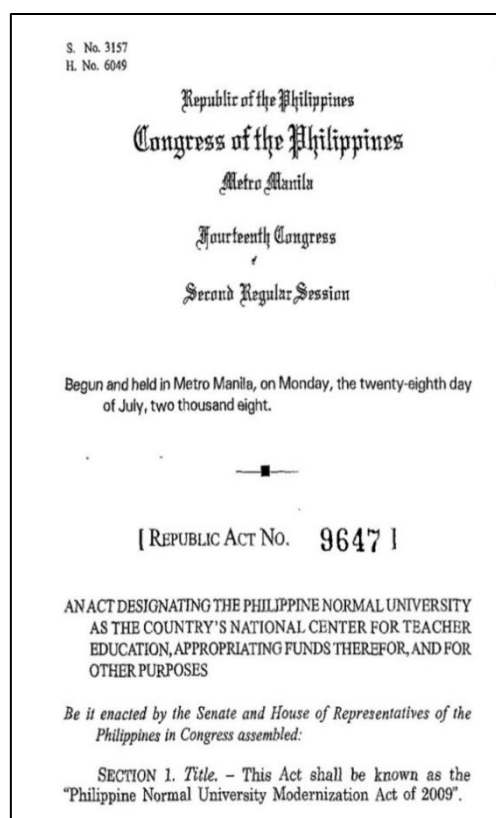 S. No. 3157
H. No. 6049
Republic of the Philippines
Congress of the Philippines
Metro Manila
Fourteenth Congress
Second Regular Session
Begun and held in Metro Manila, on Monday, the twenty-eighth day
of July, two thousand eight.
[ REPUBLIC ACT NO. 9647 ]
AN ACT DESIGNATING THE PHILIPPINE NORMAL UNIVERSITY
AS THE COUNTRY'S NATIONAL CENTER FOR TEACHER
EDUCATION, APPROPRIATING FUNDS THEREFOR, AND FOR
OTHER PURPOSES
Be it enacted by the Senate and House of Representatives of the
Philippines in Congress assembled:
SECTION 1. Title. – This Act shall be known as the
"Philippine Normal University Modernization Act of 2009".